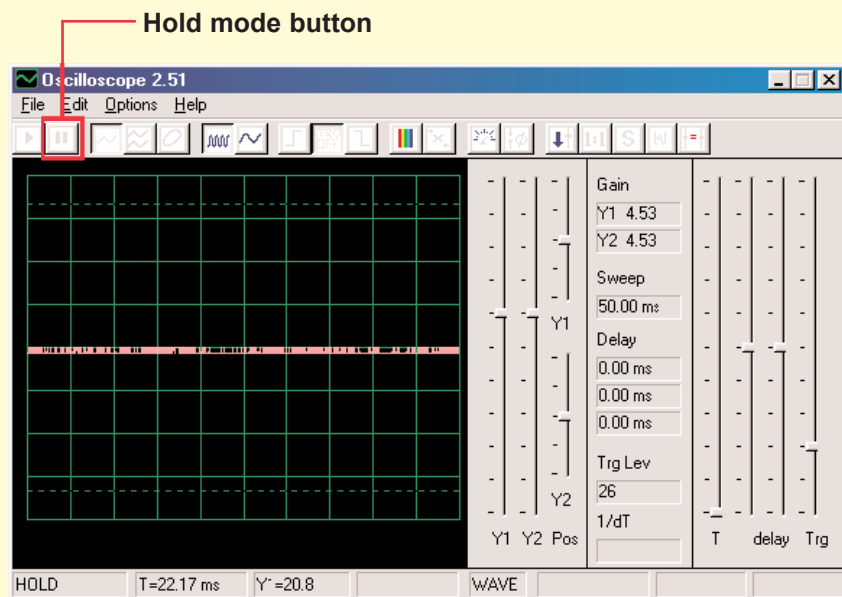 Hold mode button
Oscilloscope 2.51
File Edit Options Help
1:1 S W =
Gain
Y1 4.53
Y2 4.53
Sweep
50.00 ms
Y1
Delay
0.00 ms
0.00 ms
0.00 ms
Trg Lev
26
Y2
1/dT
Y1 Y2 Pos
T delay Trg
HOLD T=22.17 ms Y~=20.8 WAVE